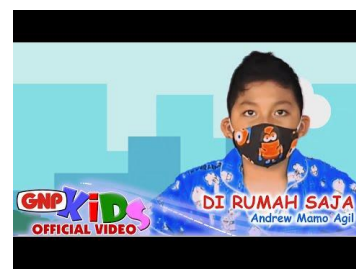 GNP
KiDS
OFFICIAL VIDEO
DI RUMAH SAJA
Andrew Mamo Agil